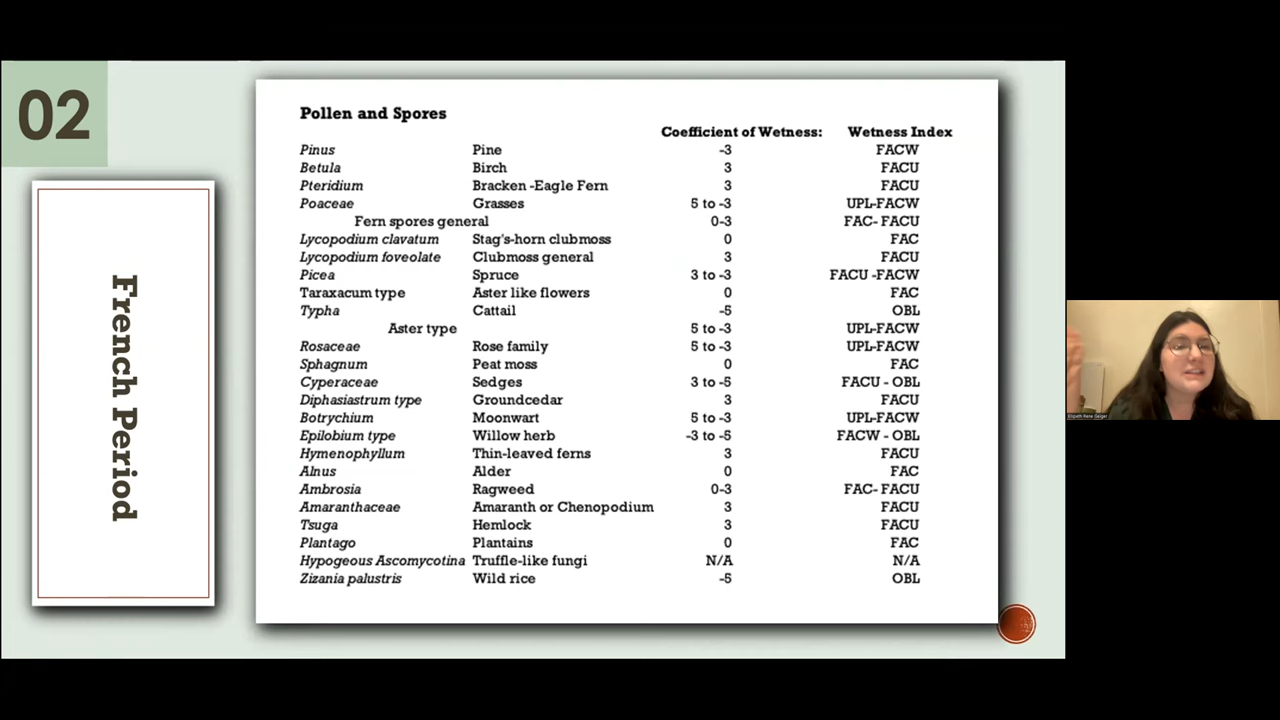 02
French Period
Pollen and Spores
Coefficient of Wetness: Wetness Index
Pinus Pine -3 FACW
Betula Birch 3 FACU
Pteridium Bracken -Eagle Fern 3 FACU
Poaceae Grasses 5 to -3 UPL-FACW
Fern spores general 0-3 FAC- FACU
Lycopodium clavatum Stag's-horn clubmoss 0 FAC
Lycopodium foveolate Clubmoss general 3 FACU
Picea Spruce 3 to -3 FACU -FACW
Taraxacum type Aster like flowers 0 FAC
Typha Cattail -5 OBL
Aster type 5 to -3 UPL-FACW
Rosaceae Rose family 5 to -3 UPL-FACW
Sphagnum Peat moss 0 FAC
Cyperaceae Sedges 3 to -5 FACU - OBL
Diphasiastrum type Groundcedar 3 FACU
Botrychium Moonwart 5 to -3 UPL-FACW
Epilobium type Willow herb -3 to -5 FACW - OBL
Hymenophyllum Thin-leaved ferns 3 FACU
Alnus Alder 0 FAC
Ambrosia Ragweed 0-3 FAC- FACU
Amaranthaceae Amaranth or Chenopodium 3 FACU
Tsuga Hemlock 3 FACU
Plantago Plantains 0 FAC
Hypogeous Ascomycotina Truffle-like fungi N/A N/A
Zizania palustris Wild rice -5 OBL